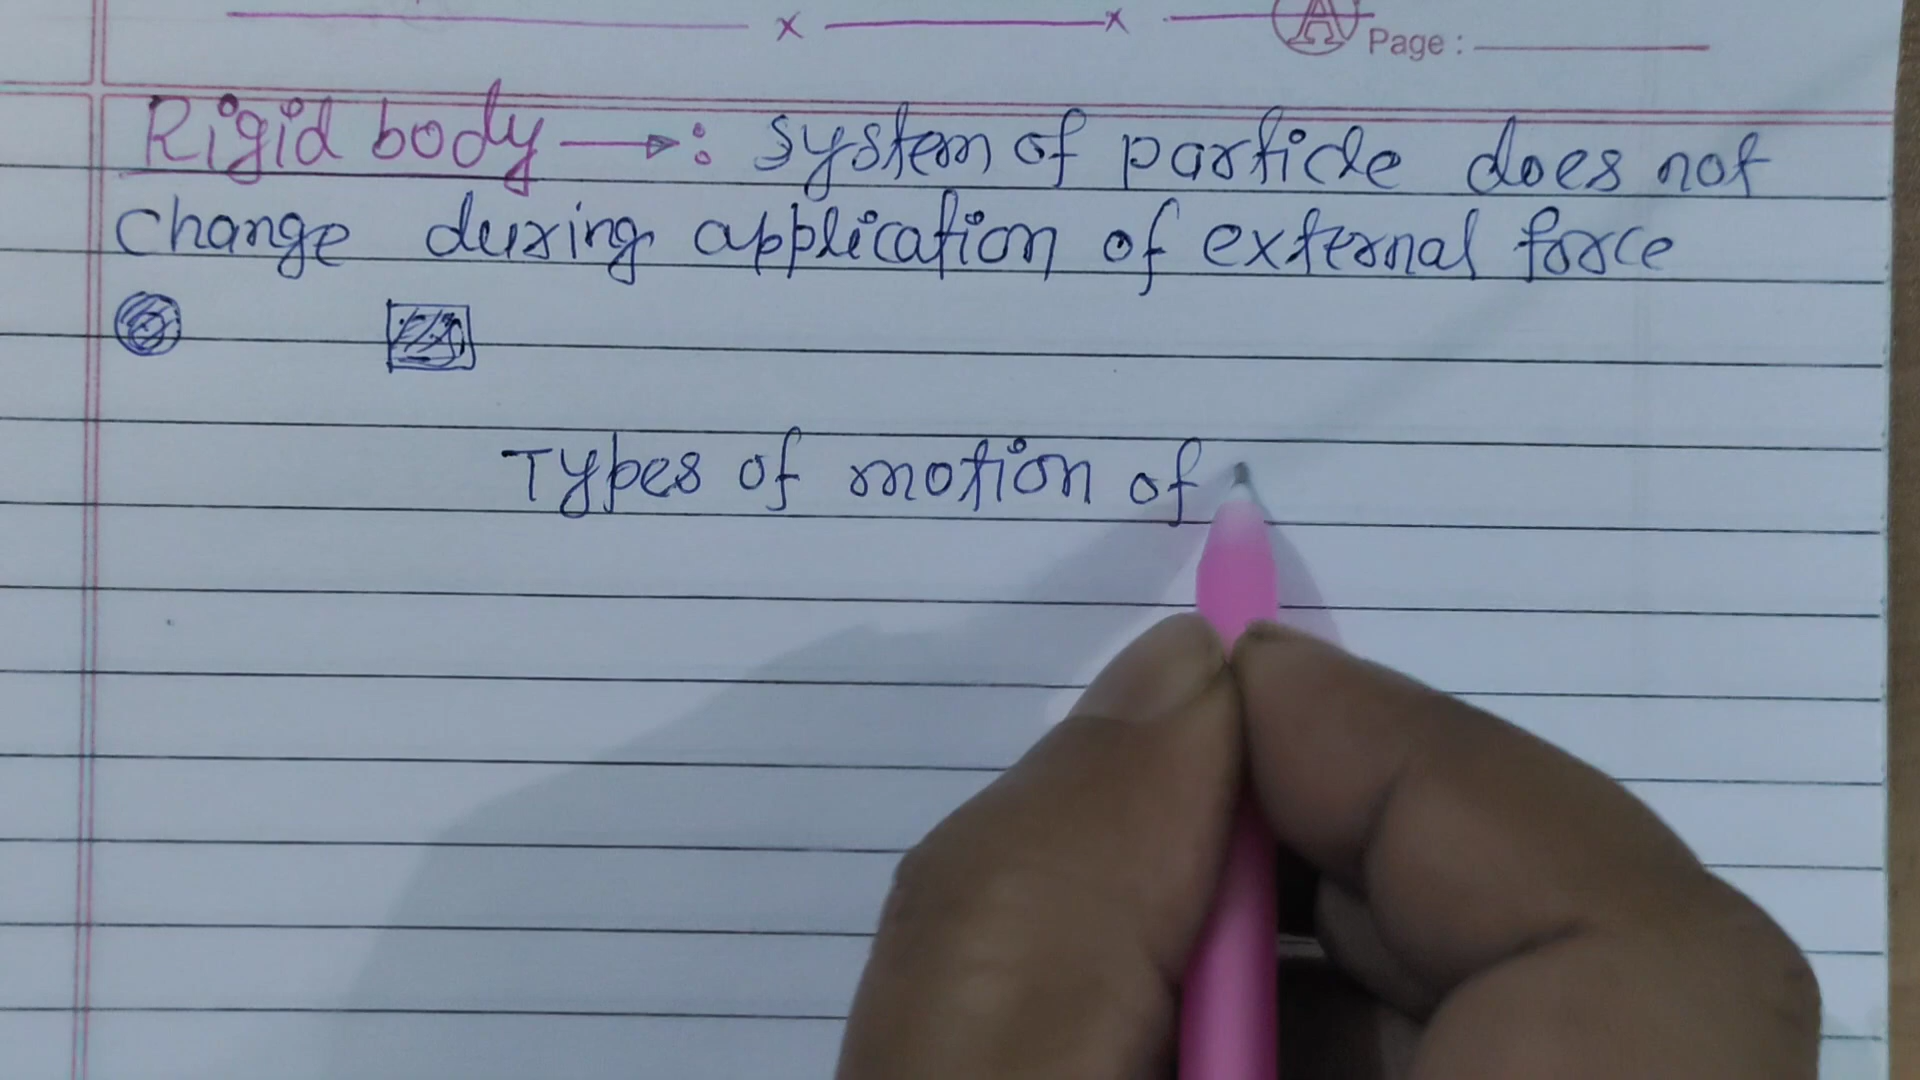 x x A Page :
Rigid body → : system of particle does not
change during application of external force
Types of motion of